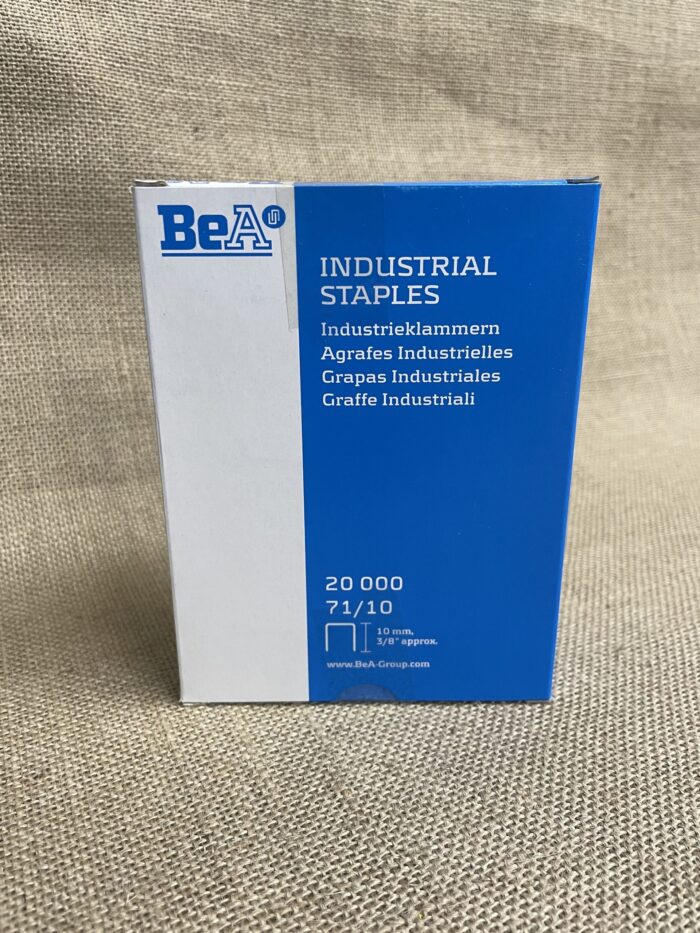 BeA
INDUSTRIAL
STAPLES
Industrieklammern
Agrafes Industrielles
Grapas Industriales
Graffe Industriali
20 000
71/10
10 mm,
3/8" approx.
www.BeA-Group.com